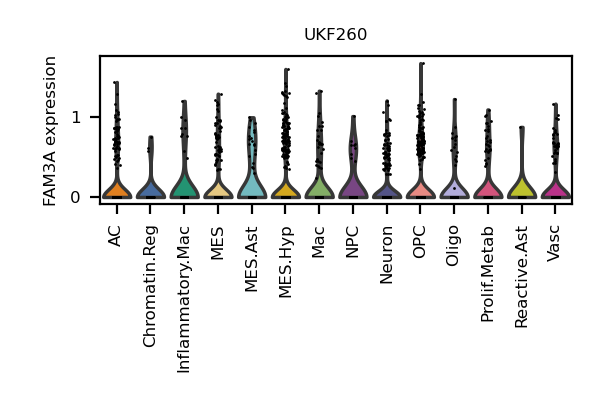 UKF260
FAM3A expression
1
0
AC
Chromatin.Reg
Inflammatory.Mac
MES
MES.Ast
MES.Hyp
Mac
NPC
Neuron
OPC
Oligo
Prolif.Metab
Reactive.Ast
Vasc